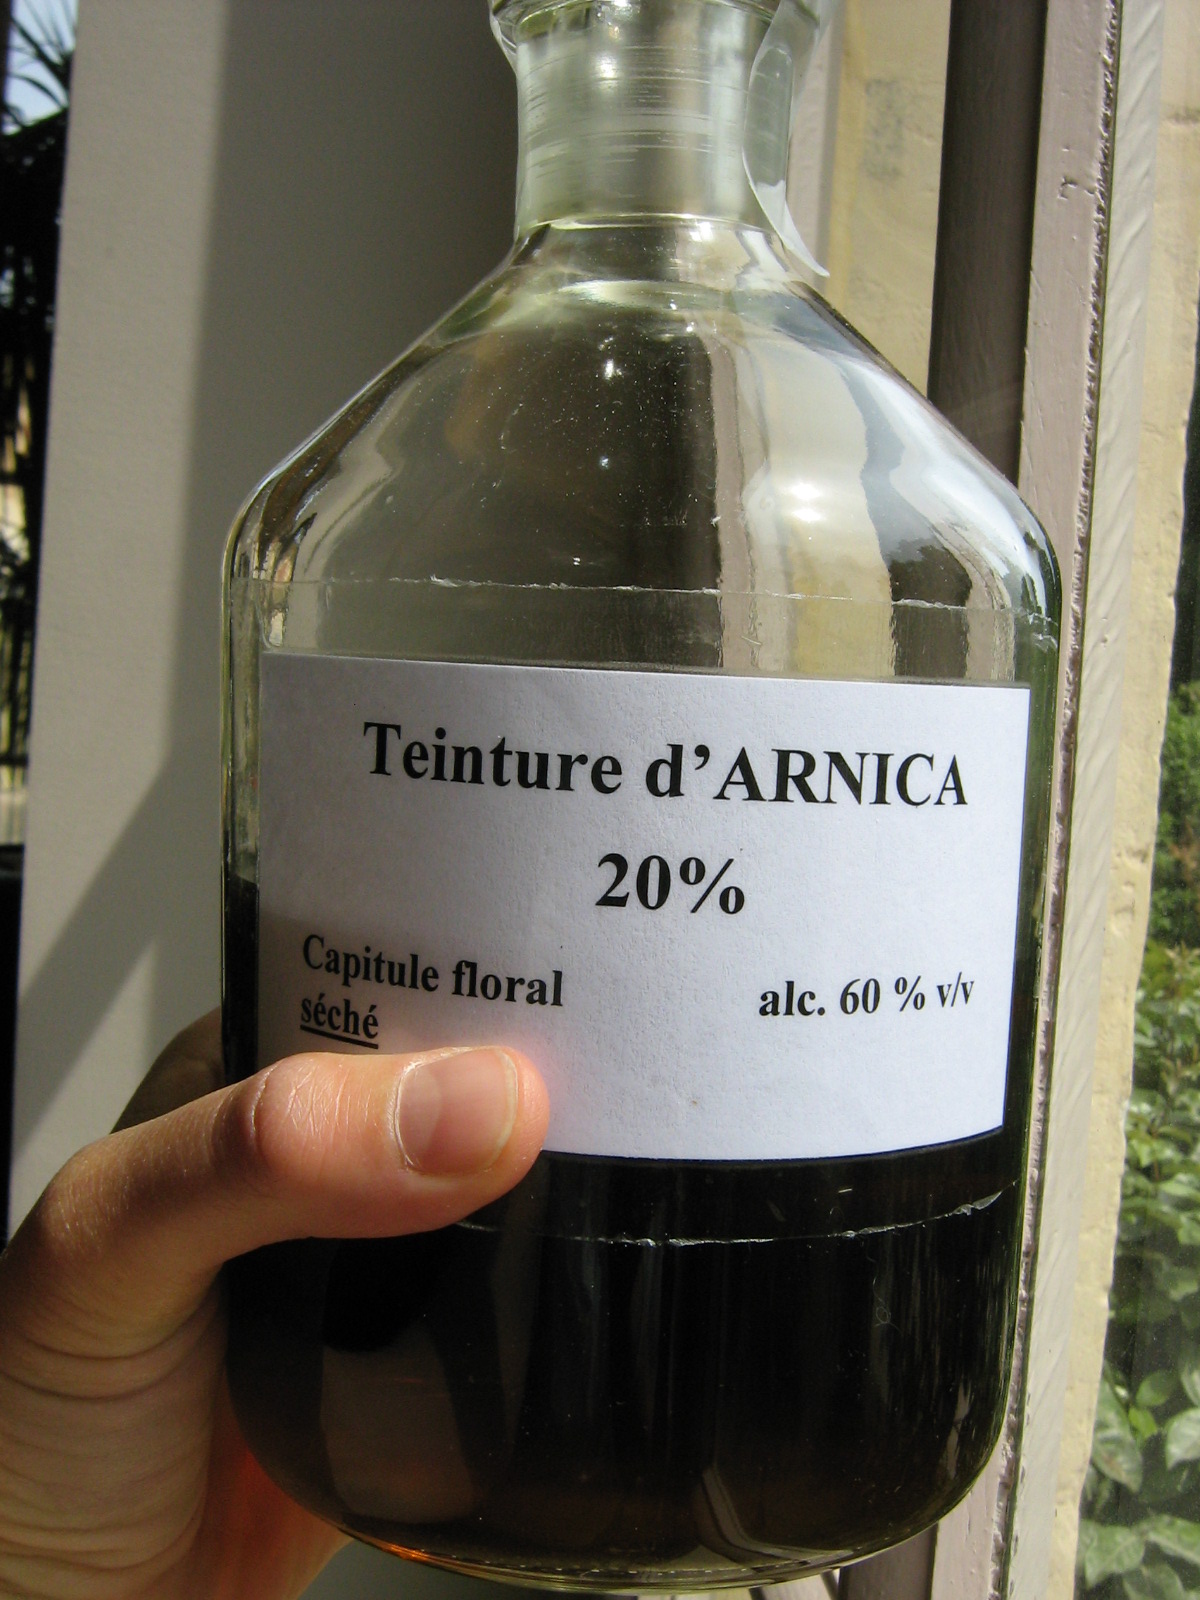 Teinture d'ARNICA
20%
Capitule floral
séché
alc. 60 % v/v